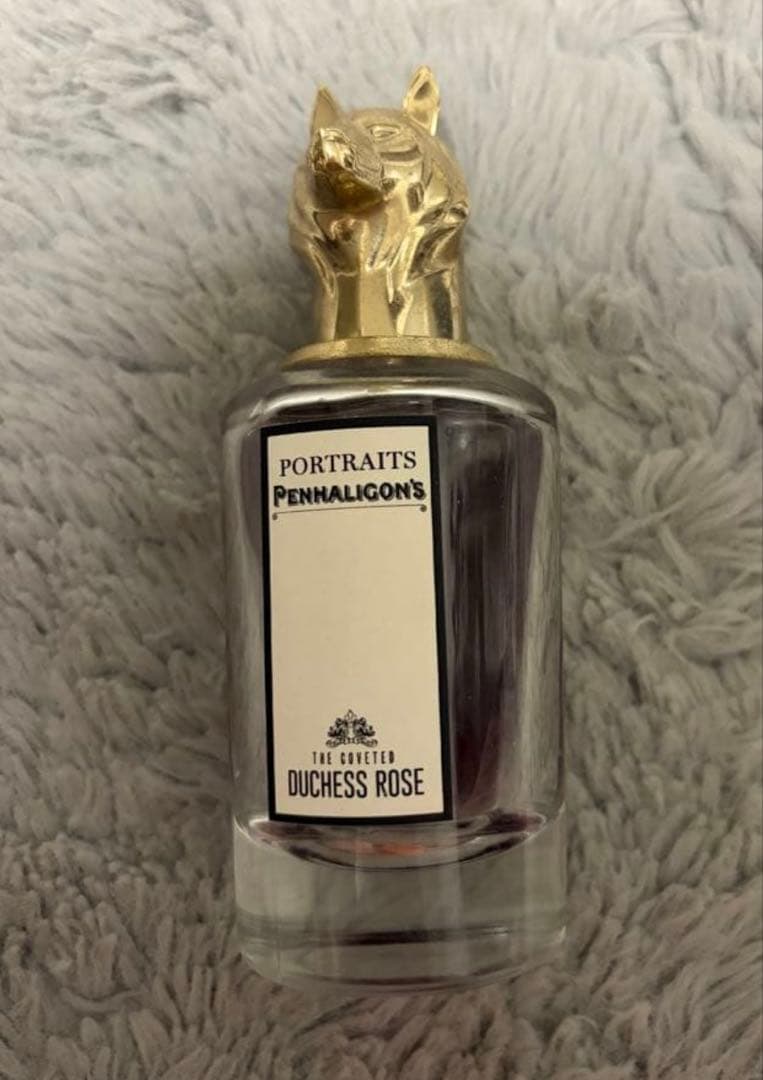 PORTRAITS
PENHALIGON'S
THE COVETED
DUCHESS ROSE